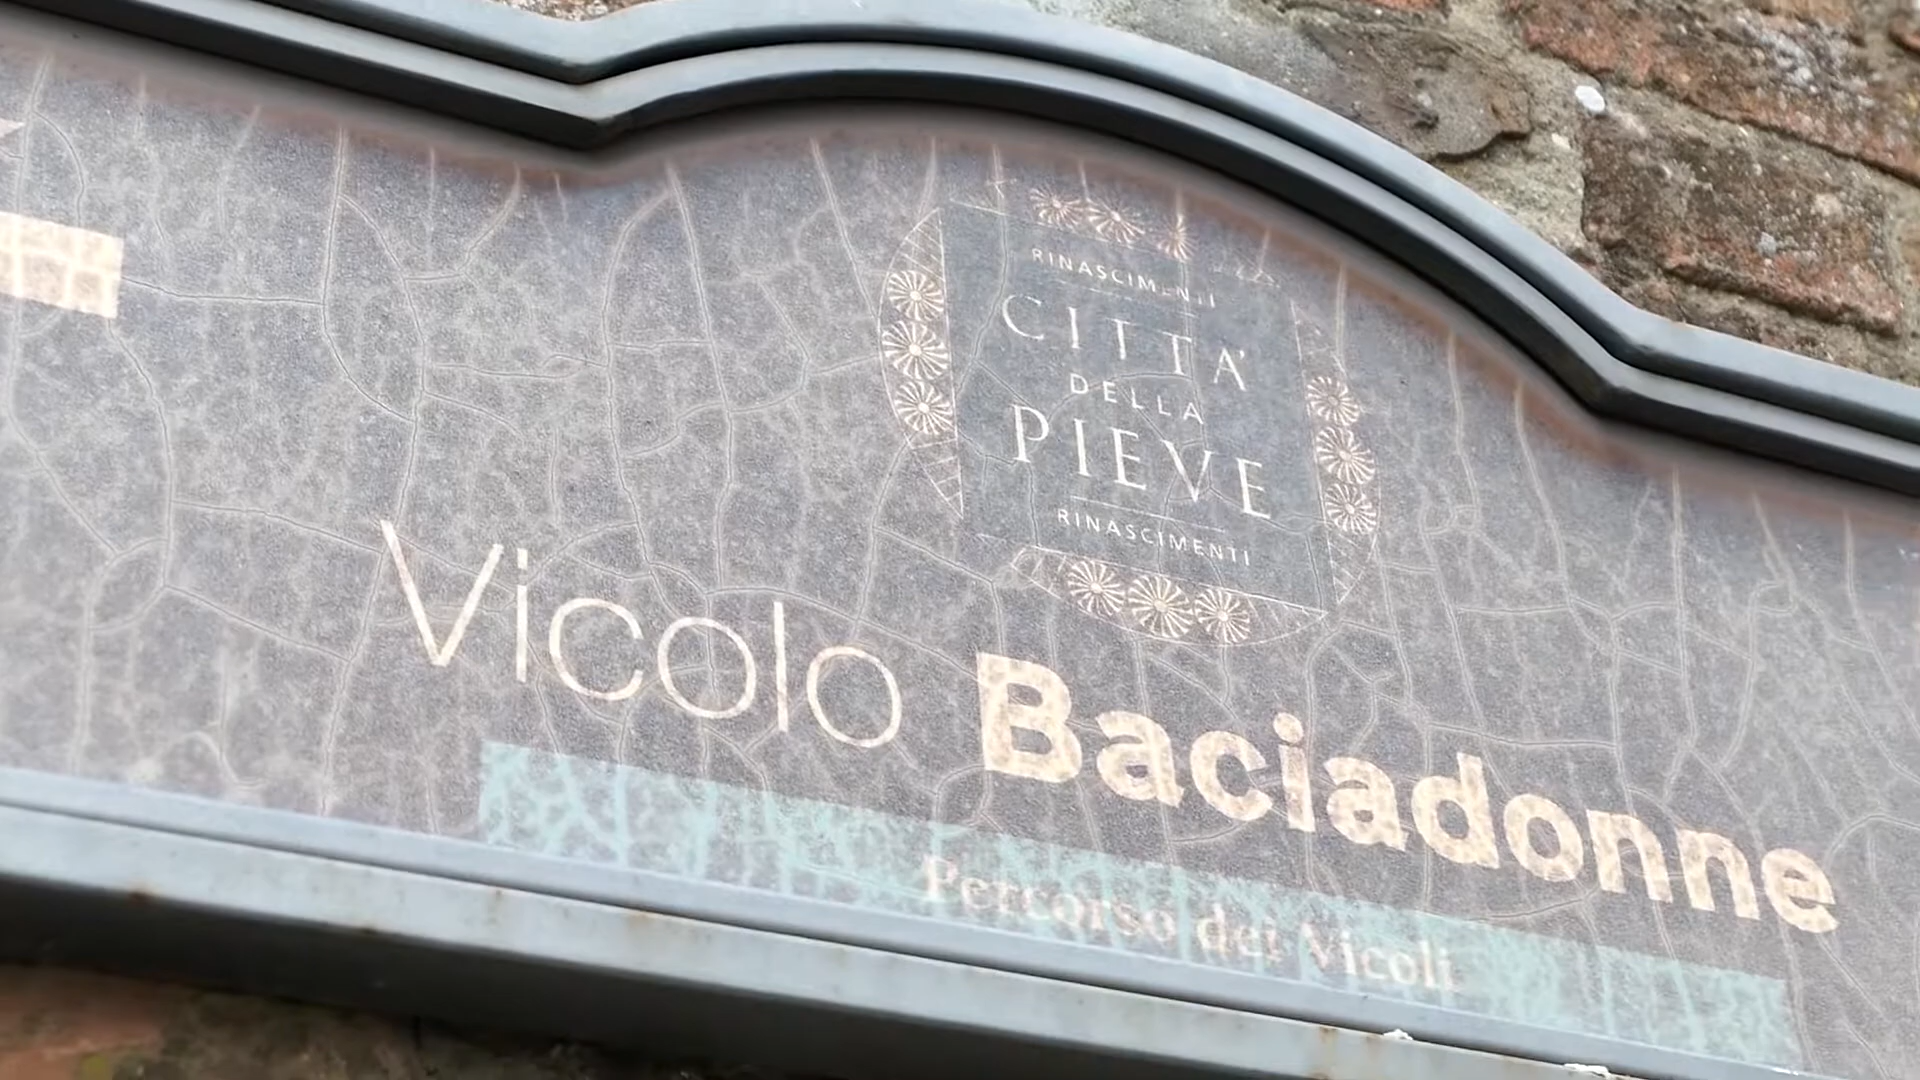 RINASCIMENTI
CITTA'
DELLA
PIEVE
RINASCIMENTI
Vicolo Baciadonne
Percorso dei Vicoli